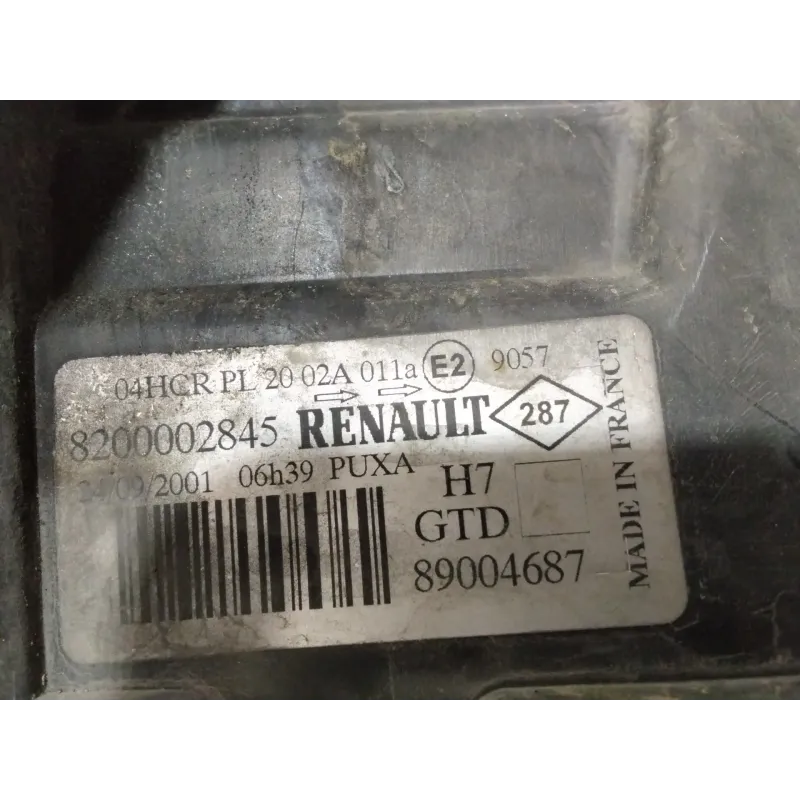 04HCR PL 20 02A 011a E2 9057
8200002845 RENAULT 287
24/09/2001 06h39 PUXA
H7
GTD
89004687
MADE IN FRANCE